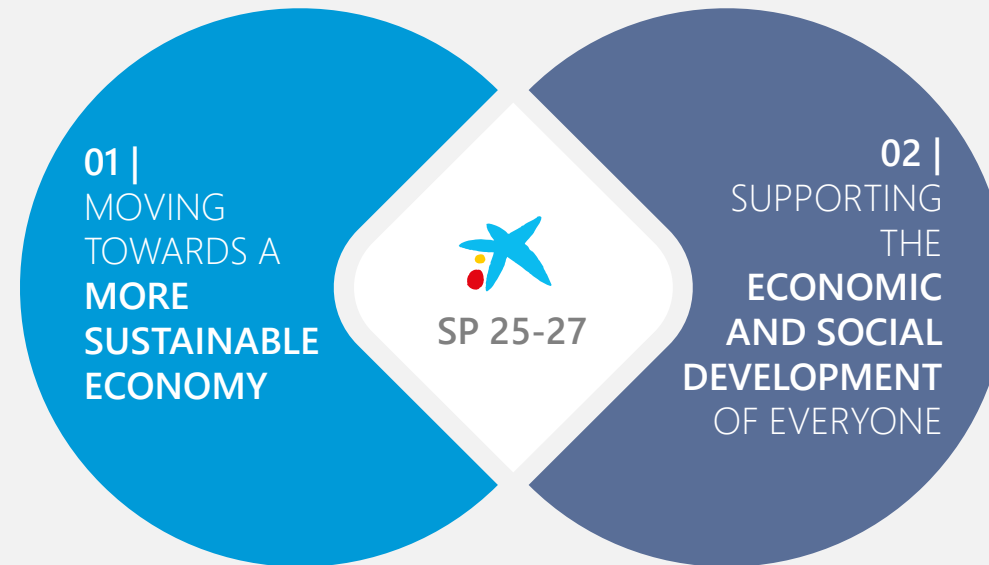 01 |
MOVING
TOWARDS A
MORE
SUSTAINABLE
ECONOMY
SP 25-27
02 |
SUPPORTING
THE
ECONOMIC
AND SOCIAL
DEVELOPMENT
OF EVERYONE